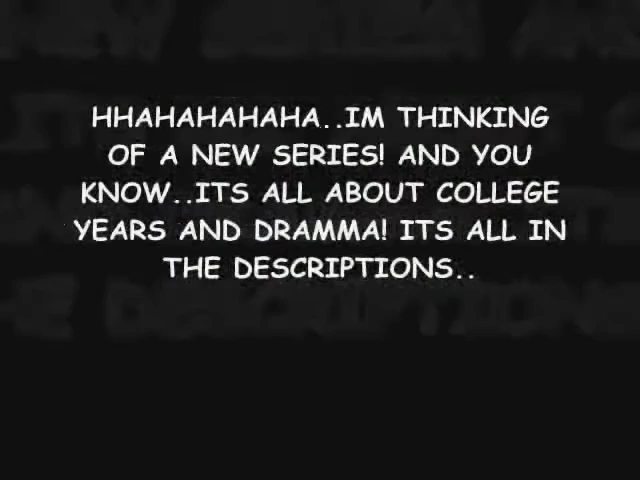 HHAHAHAHAHA..IM THINKING
OF A NEW SERIES! AND YOU
KNOW..ITS ALL ABOUT COLLEGE
YEARS AND DRAMMA! ITS ALL IN
THE DESCRIPTIONS..